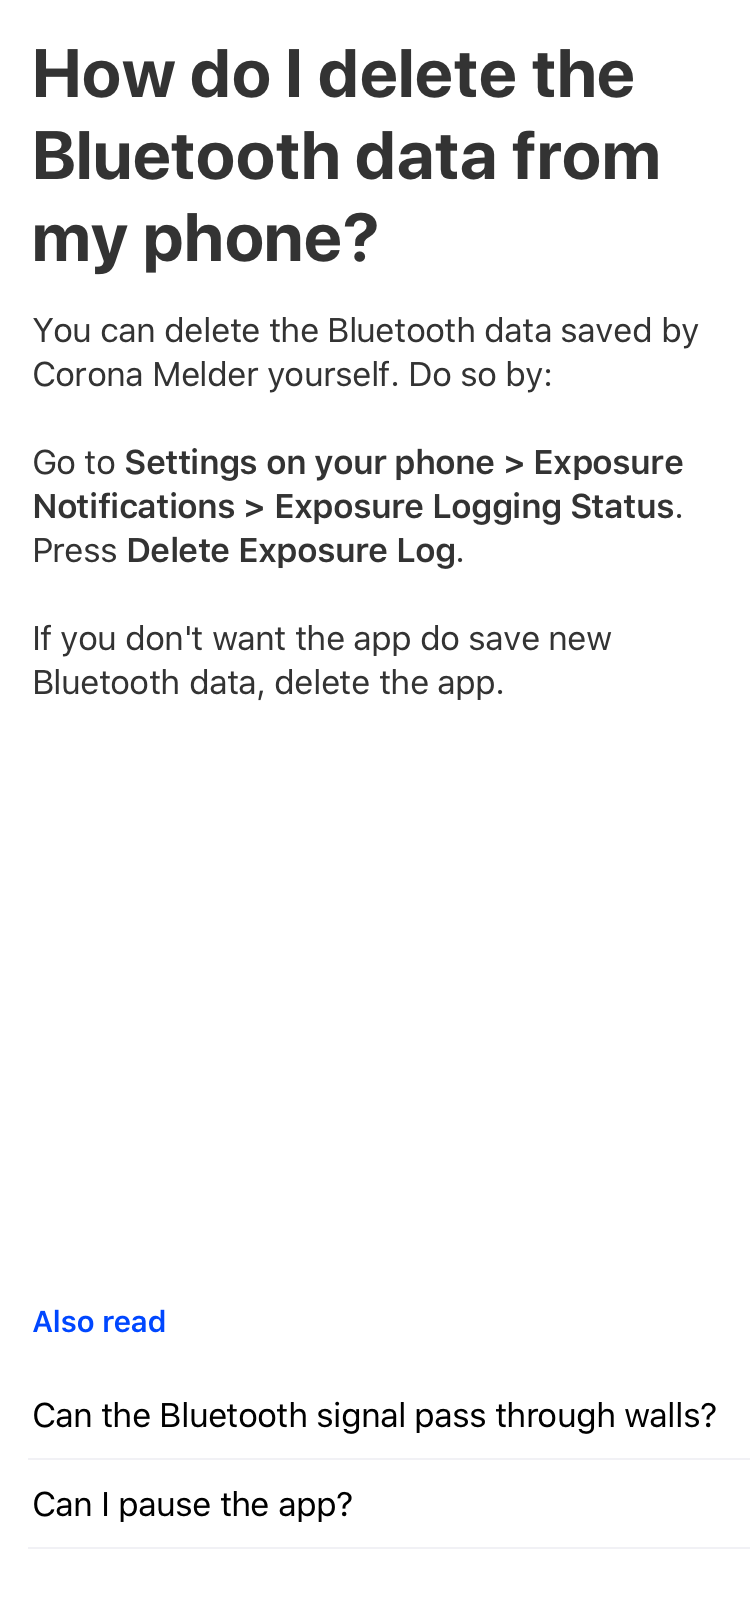 How do I delete the
Bluetooth data from
my phone?
You can delete the Bluetooth data saved by
Corona Melder yourself. Do so by:
Go to Settings on your phone > Exposure
Notifications > Exposure Logging Status.
Press Delete Exposure Log.
If you don't want the app do save new
Bluetooth data, delete the app.
Also read
Can the Bluetooth signal pass through walls?
Can I pause the app?